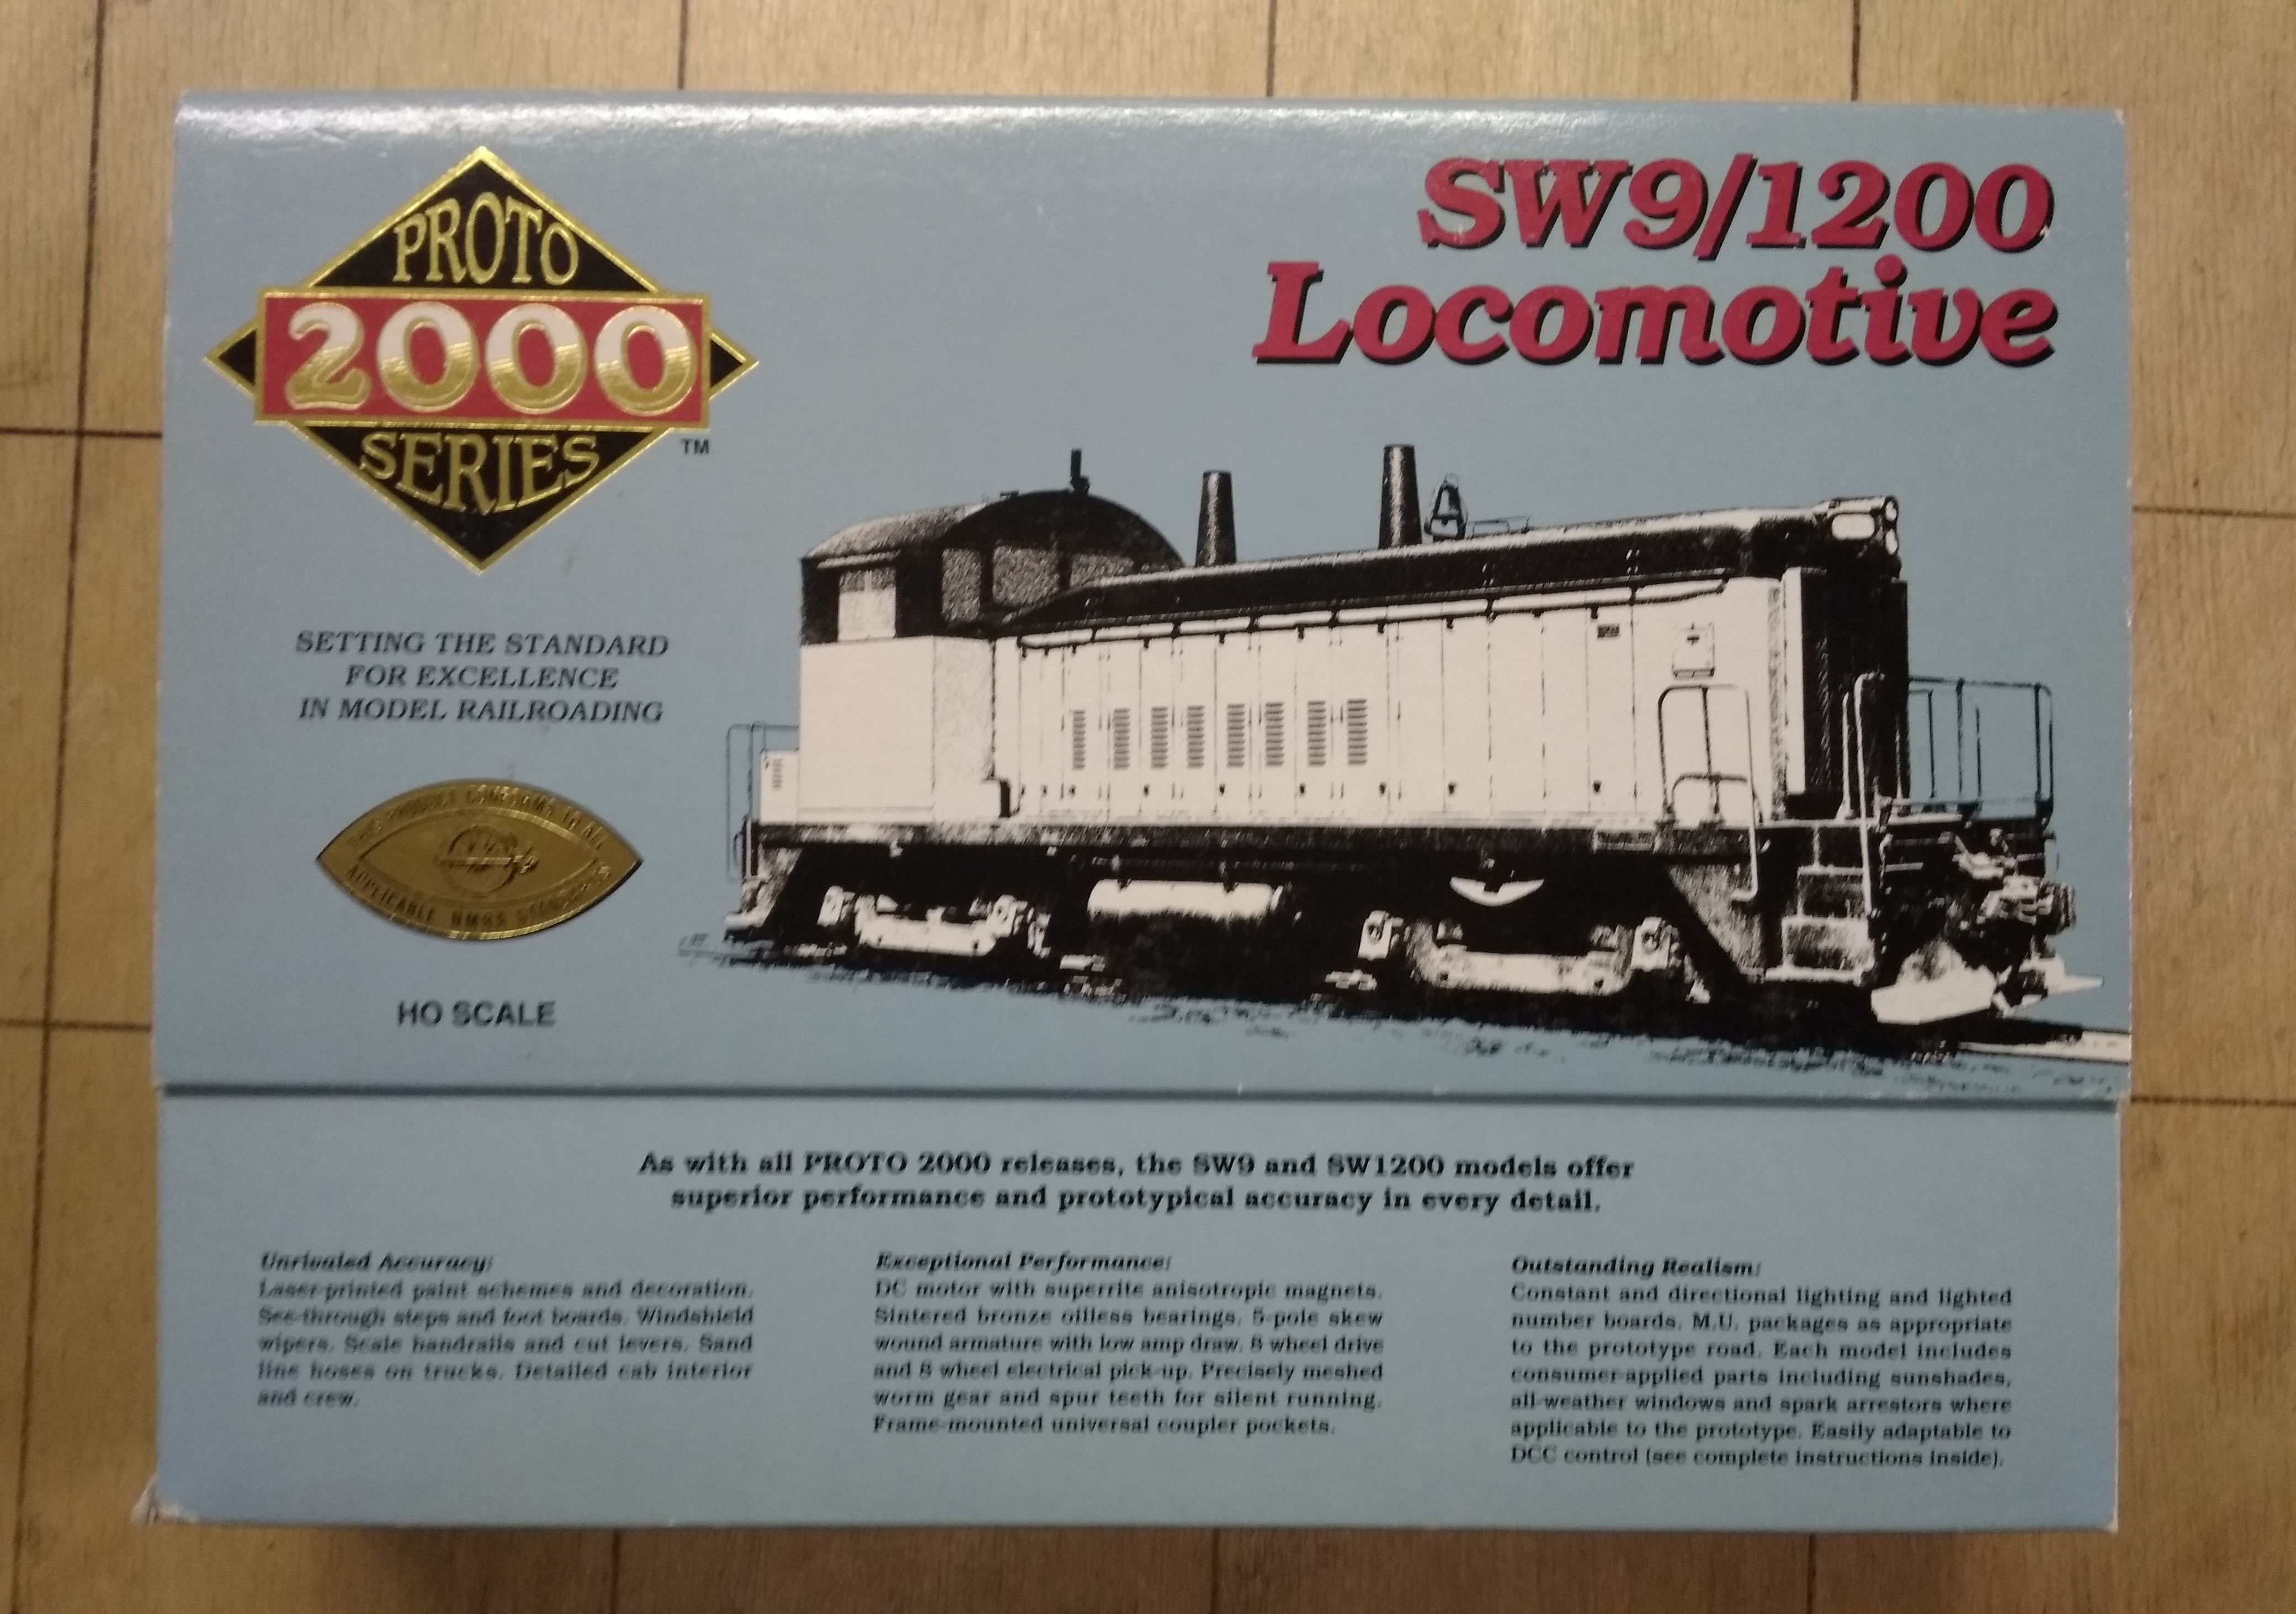 PROTO
2000
SERIES
TM
SW9/1200
Locomotive
SETTING THE STANDARD
FOR EXCELLENCE
IN MODEL RAILROADING
THIS PRODUCT CONFORMS TO ALL
APPLICABLE NMRA STANDARDS
HO SCALE
As with all PROTO 2000 releases, the SW9 and SW1200 models offer
superior performance and prototypical accuracy in every detail.
Unrivaled Accuracy:
Laser-printed paint schemes and decoration.
See-through steps and foot boards. Windshield
wipers. Scale handrails and cut levers. Sand
line hoses on trucks. Detailed cab interior
and crew.
Exceptional Performance:
DC motor with superrite anisotropic magnets.
Sintered bronze oilless bearings. 5-pole skew
wound armature with low amp draw. 8 wheel drive
and 8 wheel electrical pick-up. Precisely meshed
worm gear and spur teeth for silent running.
Frame-mounted universal coupler pockets.
Outstanding Realism:
Constant and directional lighting and lighted
number boards. M.U. packages as appropriate
to the prototype road. Each model includes
consumer-applied parts including sunshades,
all-weather windows and spark arrestors where
applicable to the prototype. Easily adaptable to
DCC control (see complete instructions inside).